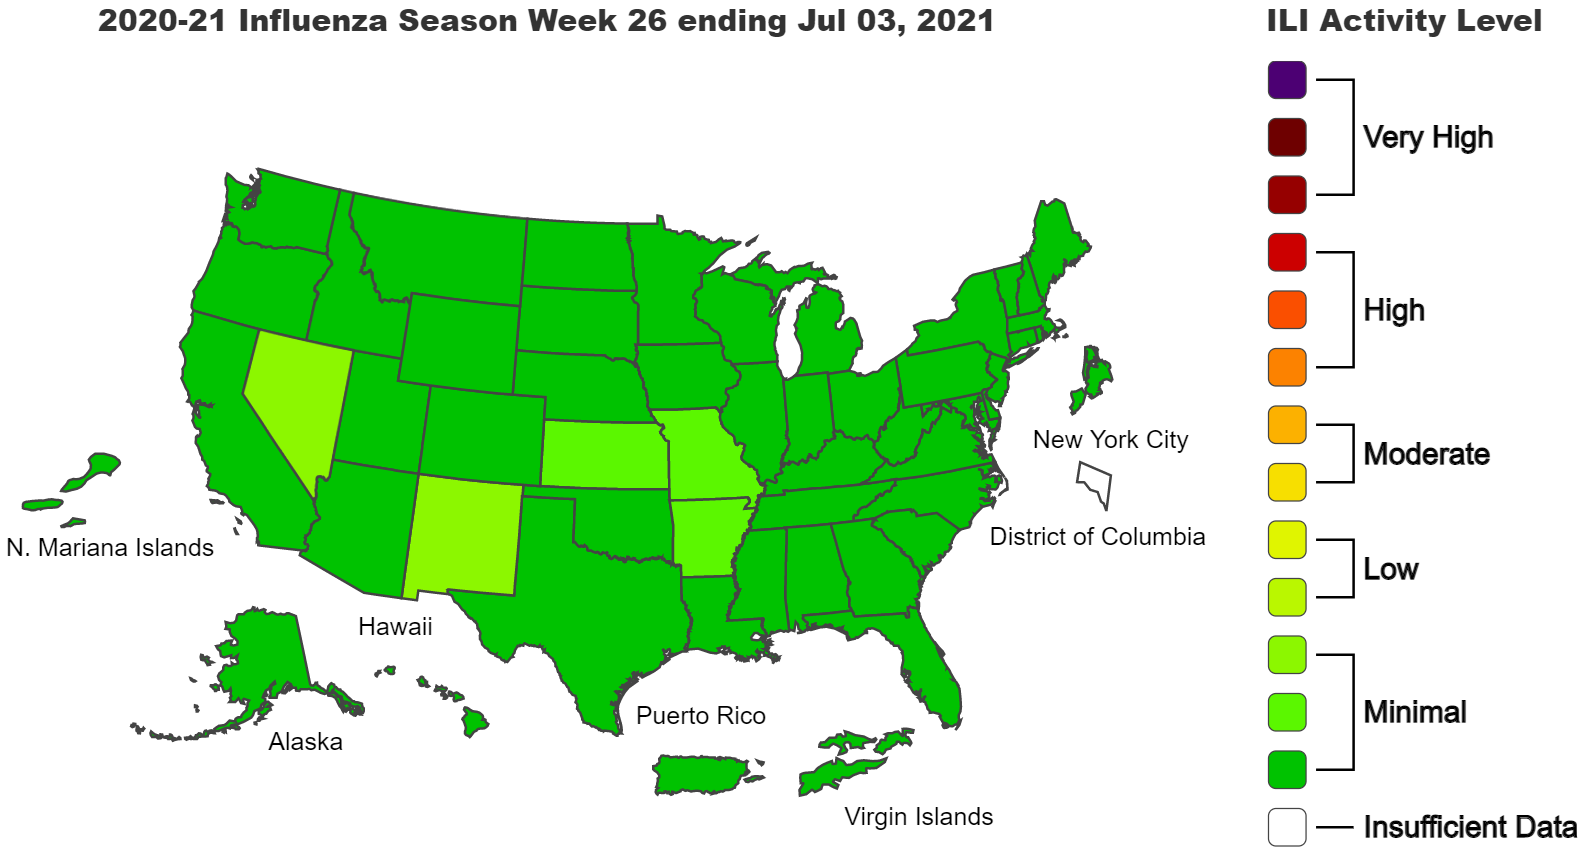 2020-21 Influenza Season Week 26 ending Jul 03, 2021
ILI Activity Level
Very High
High
Moderate
Low
Minimal
Insufficient Data
New York City
District of Columbia
N. Mariana Islands
Hawaii
Alaska
Puerto Rico
Virgin Islands